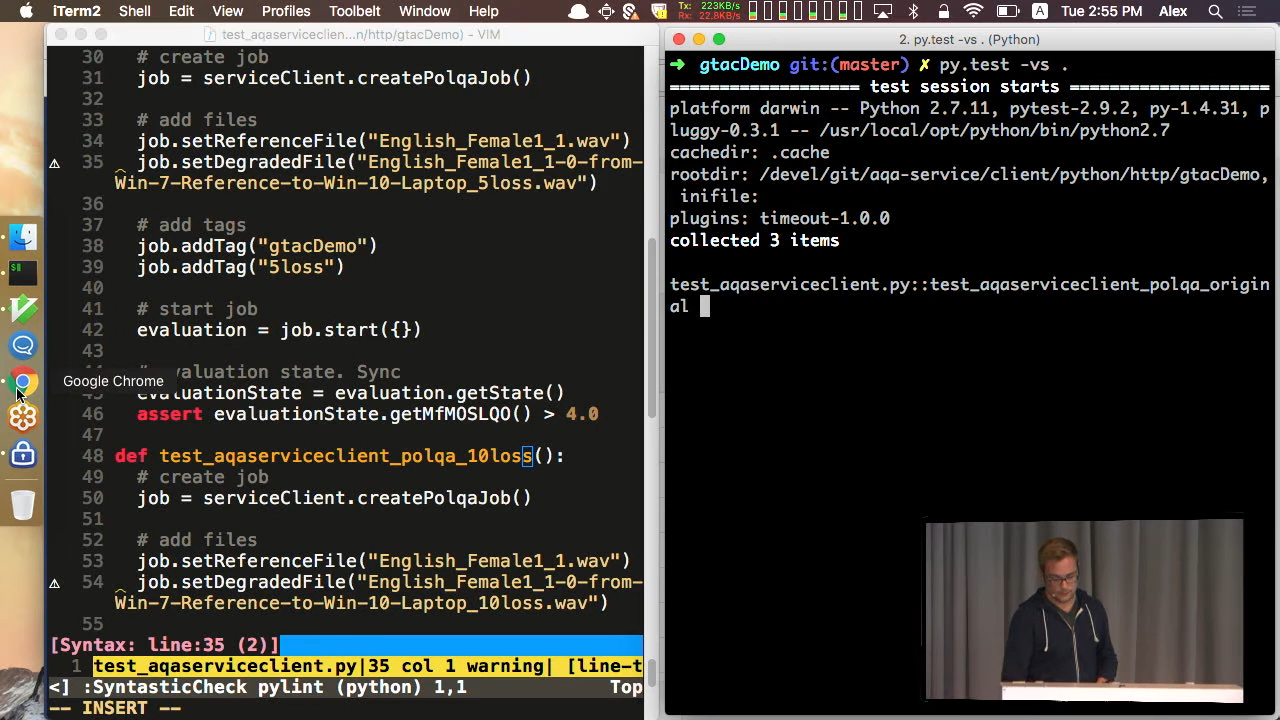 iTerm2 Shell Edit View Profiles Toolbelt Window Help Tx: 223KB/s Rx: 22.8KB/s A Tue 2:55 PM Alex
test_aqaserviceclien...n/http/gtacDemo) - VIM
30 # create job
31 job = serviceClient.createPolqaJob()
32
33 # add files
34 job.setReferenceFile("English_Female1_1.wav")
35 job.setDegradedFile("English_Female1_1-0-from-
Win-7-Reference-to-Win-10-Laptop_5loss.wav")
36
37 # add tags
38 job.addTag("gtacDemo")
39 job.addTag("5loss")
40
41 # start job
42 evaluation = job.start({})
43
valuation state. Sync
Google Chrome
45 evaluationState = evaluation.getState()
46 assert evaluationState.getMfMOSLQO() > 4.0
47
48 def test_aqaserviceclient_polqa_10loss():
49 # create job
50 job = serviceClient.createPolqaJob()
51
52 # add files
53 job.setReferenceFile("English_Female1_1.wav")
54 job.setDegradedFile("English_Female1_1-0-from-
Win-7-Reference-to-Win-10-Laptop_10loss.wav")
55
[Syntax: line:35 (2)]
1 test_aqaserviceclient.py|35 col 1 warning| [line-t
<] :SyntasticCheck pylint (python) 1,1 Top
-- INSERT --
2. py.test -vs . (Python)
➜ gtacDemo git:(master) ✗ py.test -vs .
=================== test session starts ===================
platform darwin -- Python 2.7.11, pytest-2.9.2, py-1.4.31, p
luggy-0.3.1 -- /usr/local/opt/python/bin/python2.7
cachedir: .cache
rootdir: /devel/git/aqa-service/client/python/http/gtacDemo,
inifile:
plugins: timeout-1.0.0
collected 3 items
test_aqaserviceclient.py::test_aqaserviceclient_polqa_origin
al